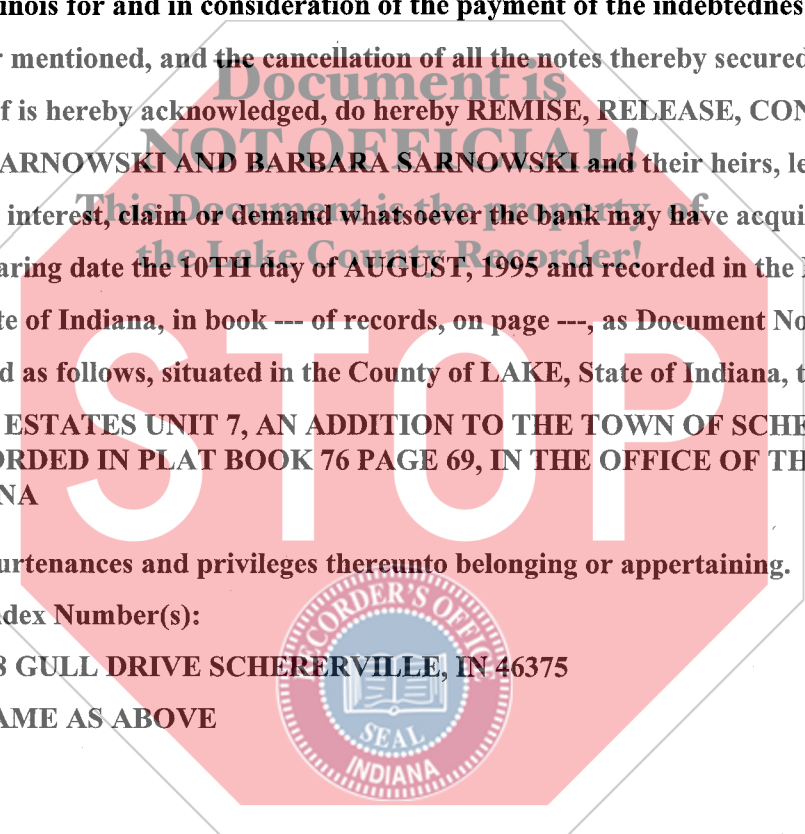 inois for and in consideration of the payment of the indebtednes
r mentioned, and the cancellation of all the notes thereby secured
Document is
f is hereby acknowledged, do hereby REMISE, RELEASE, CON
NOT OFFICIAL!
ARNOWSKI AND BARBARA SARNOWSKI and their heirs, le
This Document is the property of
interest, claim or demand whatsoever the bank may have acqui
the Lake County Recorder!
aring date the 10TH day of AUGUST, 1995 and recorded in the
te of Indiana, in book --- of records, on page ---, as Document No
d as follows, situated in the County of LAKE, State of Indiana, t
STOP
ESTATES UNIT 7, AN ADDITION TO THE TOWN OF SCHE
ORDED IN PLAT BOOK 76 PAGE 69, IN THE OFFICE OF TH
NA
urtenances and privileges thereunto belonging or appertaining.
dex Number(s):
RECORDER'S OFFICE
8 GULL DRIVE SCHERERVILLE, IN 46375
AME AS ABOVE
SEAL
INDIANA